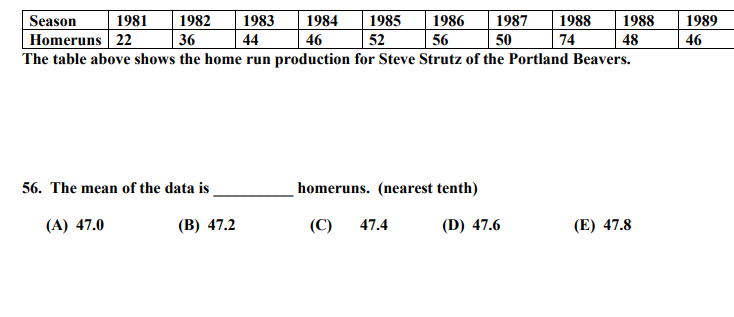 Season 1981 1982 1983 1984 1985 1986 1987 1988 1988 1989
Homeruns 22 36 44 46 52 56 50 74 48 46
The table above shows the home run production for Steve Strutz of the Portland Beavers.
56. The mean of the data is __________ homeruns. (nearest tenth)
(A) 47.0 (B) 47.2 (C) 47.4 (D) 47.6 (E) 47.8